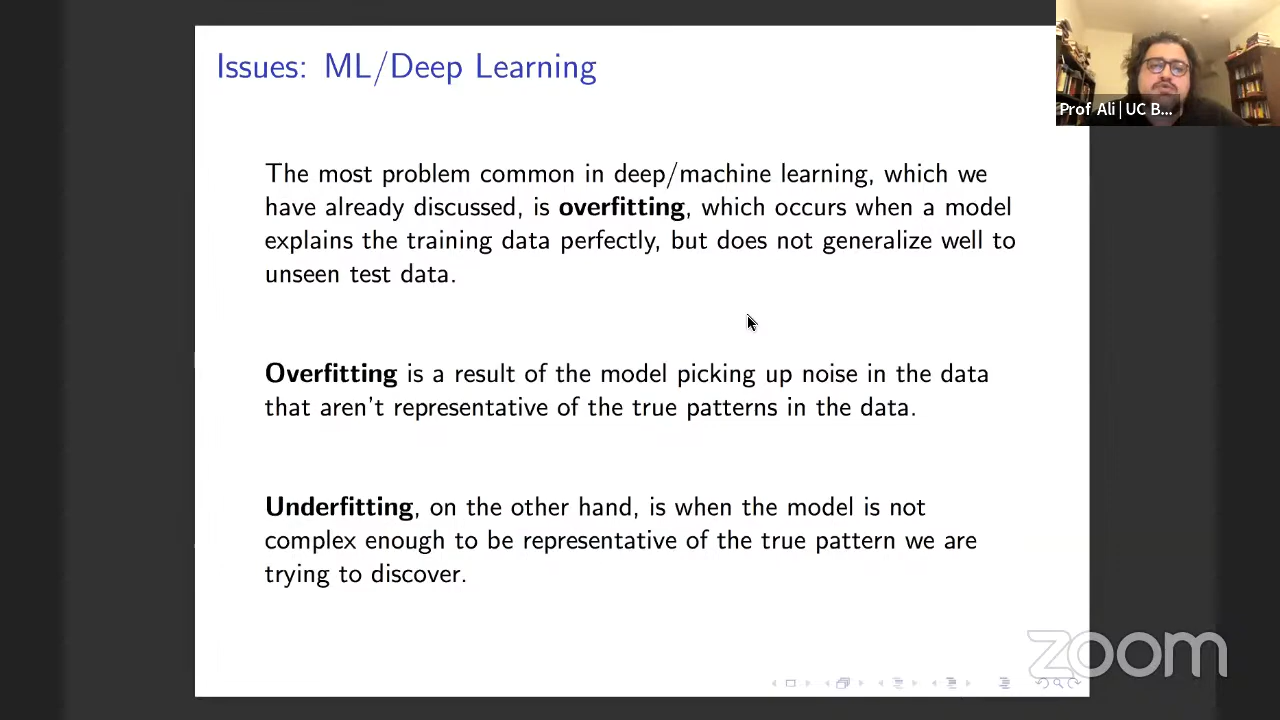 Issues: ML/Deep Learning
Prof Ali | UC B...
The most problem common in deep/machine learning, which we
have already discussed, is overfitting, which occurs when a model
explains the training data perfectly, but does not generalize well to
unseen test data.
Overfitting is a result of the model picking up noise in the data
that aren't representative of the true patterns in the data.
Underfitting, on the other hand, is when the model is not
complex enough to be representative of the true pattern we are
trying to discover.
zoom